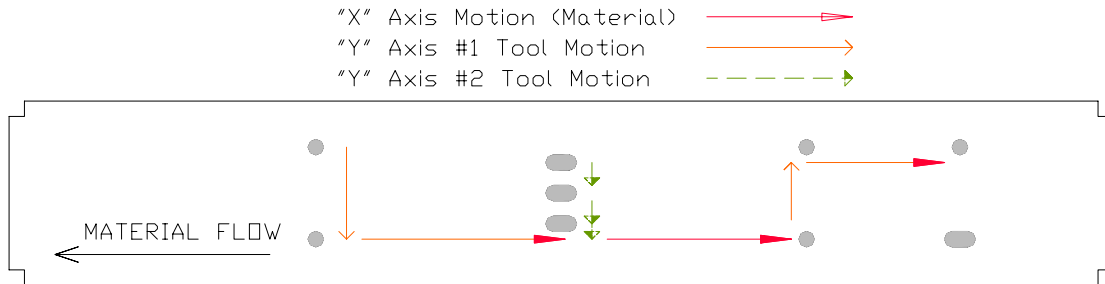 "X" Axis Motion (Material)
"Y" Axis #1 Tool Motion
"Y" Axis #2 Tool Motion
MATERIAL FLOW